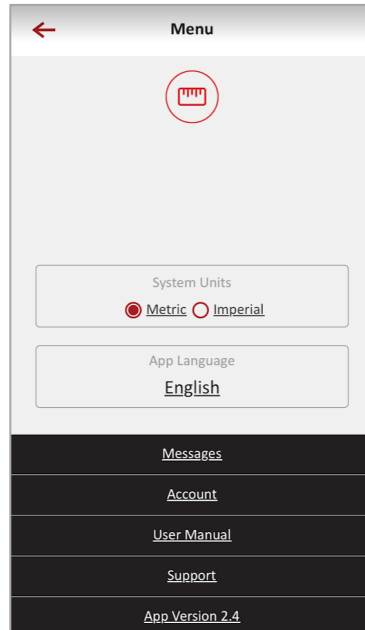 Menu
System Units
Metric Imperial
App Language
English
Messages
Account
User Manual
Support
App Version 2.4